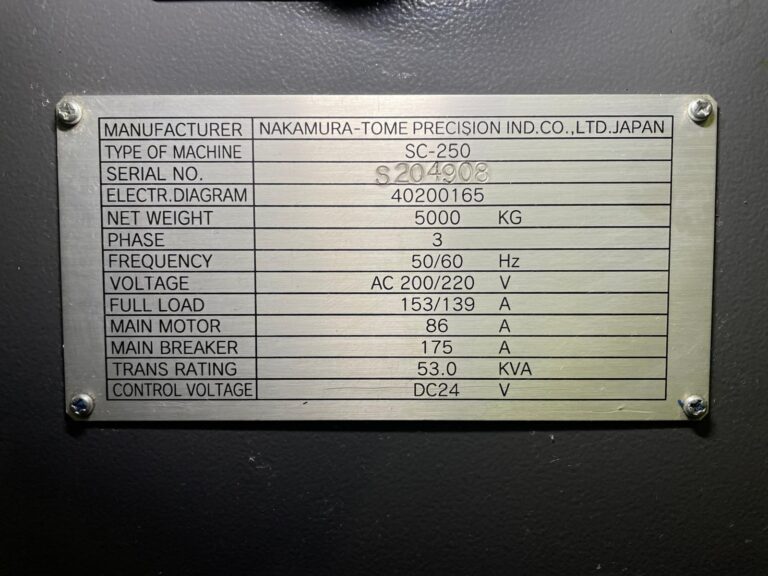 MANUFACTURER NAKAMURA-TOME PRECISION IND.CO.,LTD.JAPAN
TYPE OF MACHINE SC-250
SERIAL NO. S204908
ELECTR.DIAGRAM 40200165
NET WEIGHT 5000 KG
PHASE 3
FREQUENCY 50/60 Hz
VOLTAGE AC 200/220 V
FULL LOAD 153/139 A
MAIN MOTOR 86 A
MAIN BREAKER 175 A
TRANS RATING 53.0 KVA
CONTROL VOLTAGE DC24 V